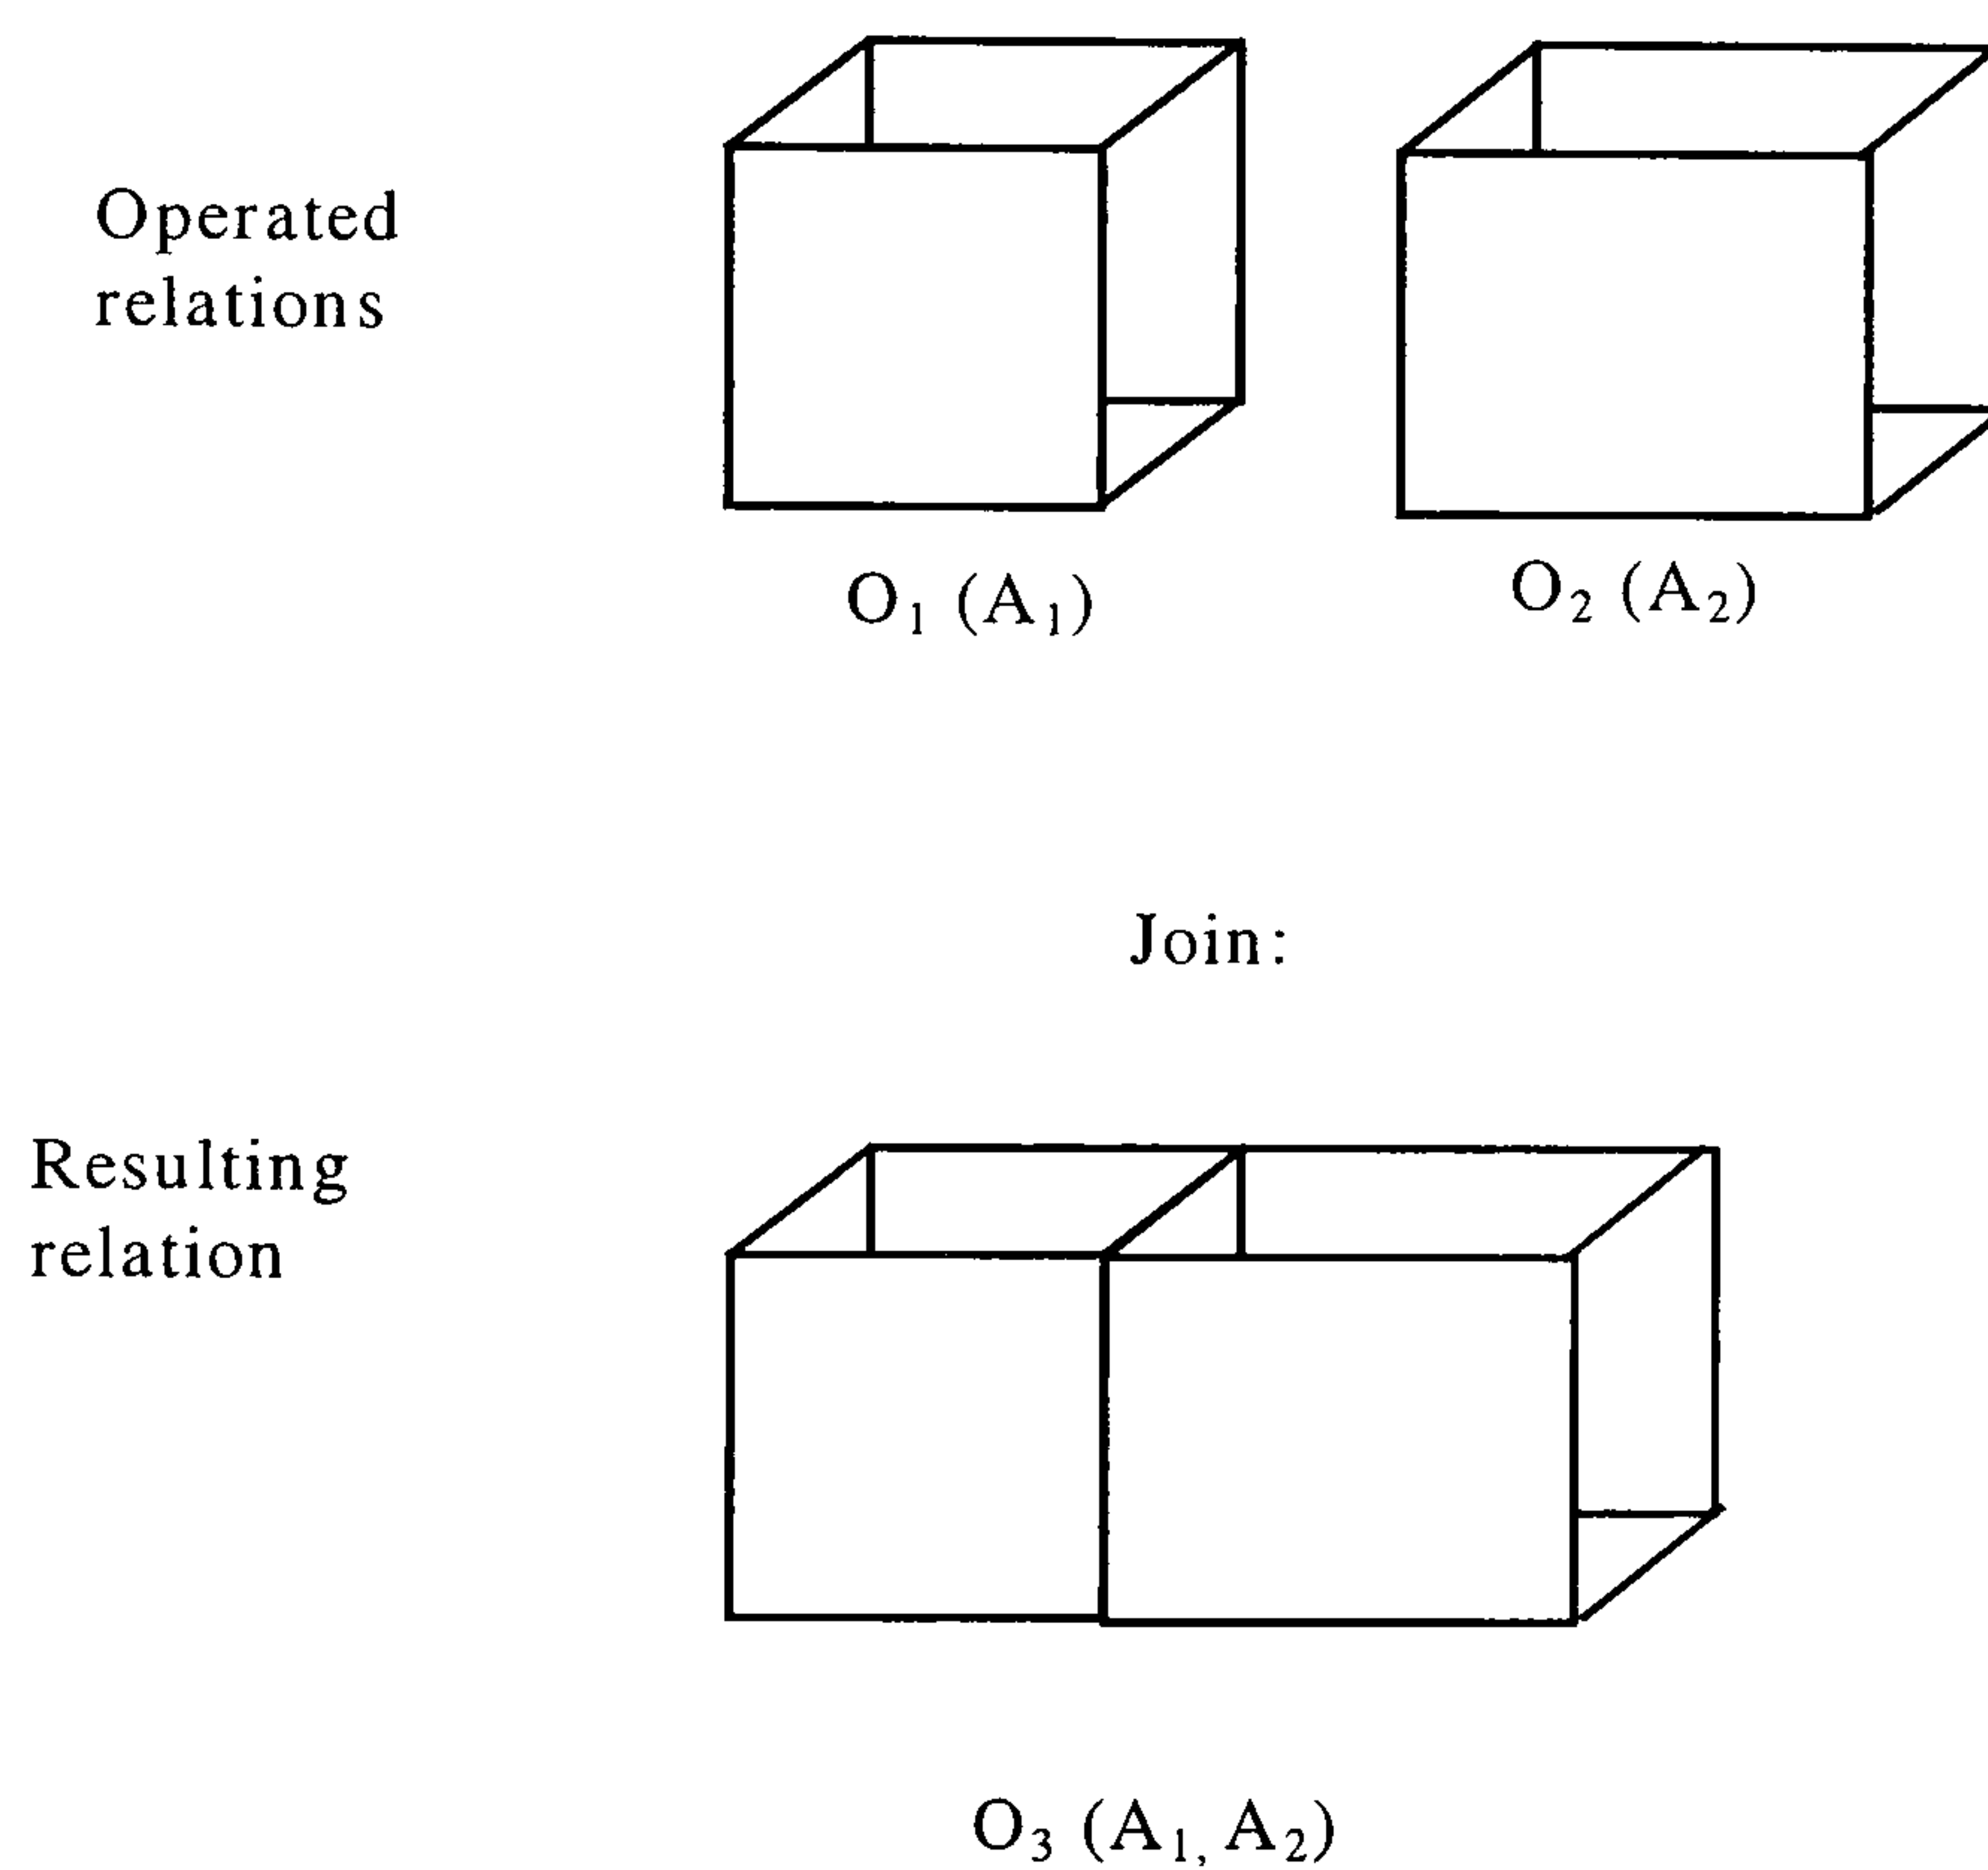 Operated
relations
O₁ (A₁)
O₂ (A₂)
Join:
Resulting
relation
O₃ (A₁, A₂)